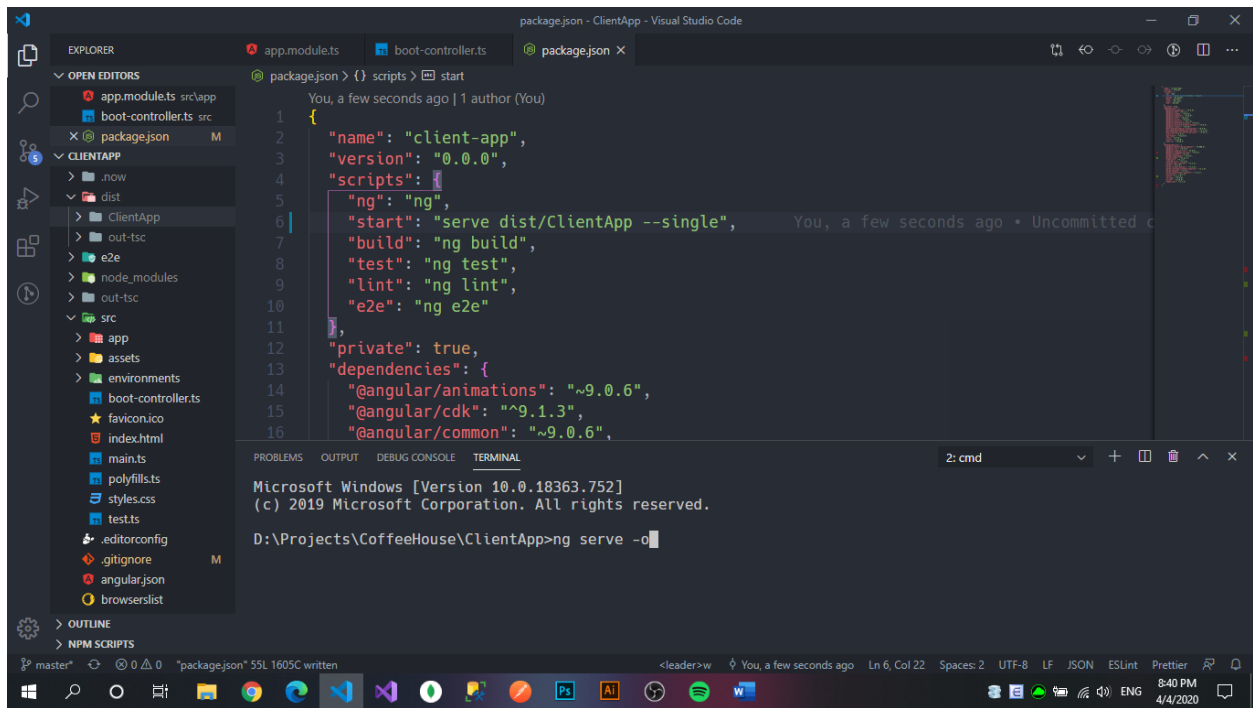 package.json - ClientApp - Visual Studio Code
EXPLORER
app.module.ts
boot-controller.ts
package.json
OPEN EDITORS
app.module.ts src\app
boot-controller.ts src
package.json M
5
CLIENTAPP
.now
dist
ClientApp
out-tsc
e2e
node_modules
out-tsc
src
app
assets
environments
boot-controller.ts
favicon.ico
index.html
main.ts
polyfills.ts
styles.css
test.ts
.editorconfig
.gitignore M
angular.json
browserslist
OUTLINE
NPM SCRIPTS
package.json > {} scripts > start
You, a few seconds ago | 1 author (You)
1 {
2 "name": "client-app",
3 "version": "0.0.0",
4 "scripts": {
5 "ng": "ng",
6 "start": "serve dist/ClientApp --single", You, a few seconds ago • Uncommitted c
7 "build": "ng build",
8 "test": "ng test",
9 "lint": "ng lint",
10 "e2e": "ng e2e"
11 },
12 "private": true,
13 "dependencies": {
14 "@angular/animations": "~9.0.6",
15 "@angular/cdk": "^9.1.3",
16 "@angular/common": "~9.0.6",
PROBLEMS OUTPUT DEBUG CONSOLE TERMINAL 2: cmd
Microsoft Windows [Version 10.0.18363.752]
(c) 2019 Microsoft Corporation. All rights reserved.
D:\Projects\CoffeeHouse\ClientApp>ng serve -o
master* 0 0 "package.json" 55L 1605C written <leader>w You, a few seconds ago Ln 6, Col 22 Spaces: 2 UTF-8 LF JSON ESLint Prettier
Ps Ai W ENG
8:40 PM
4/4/2020